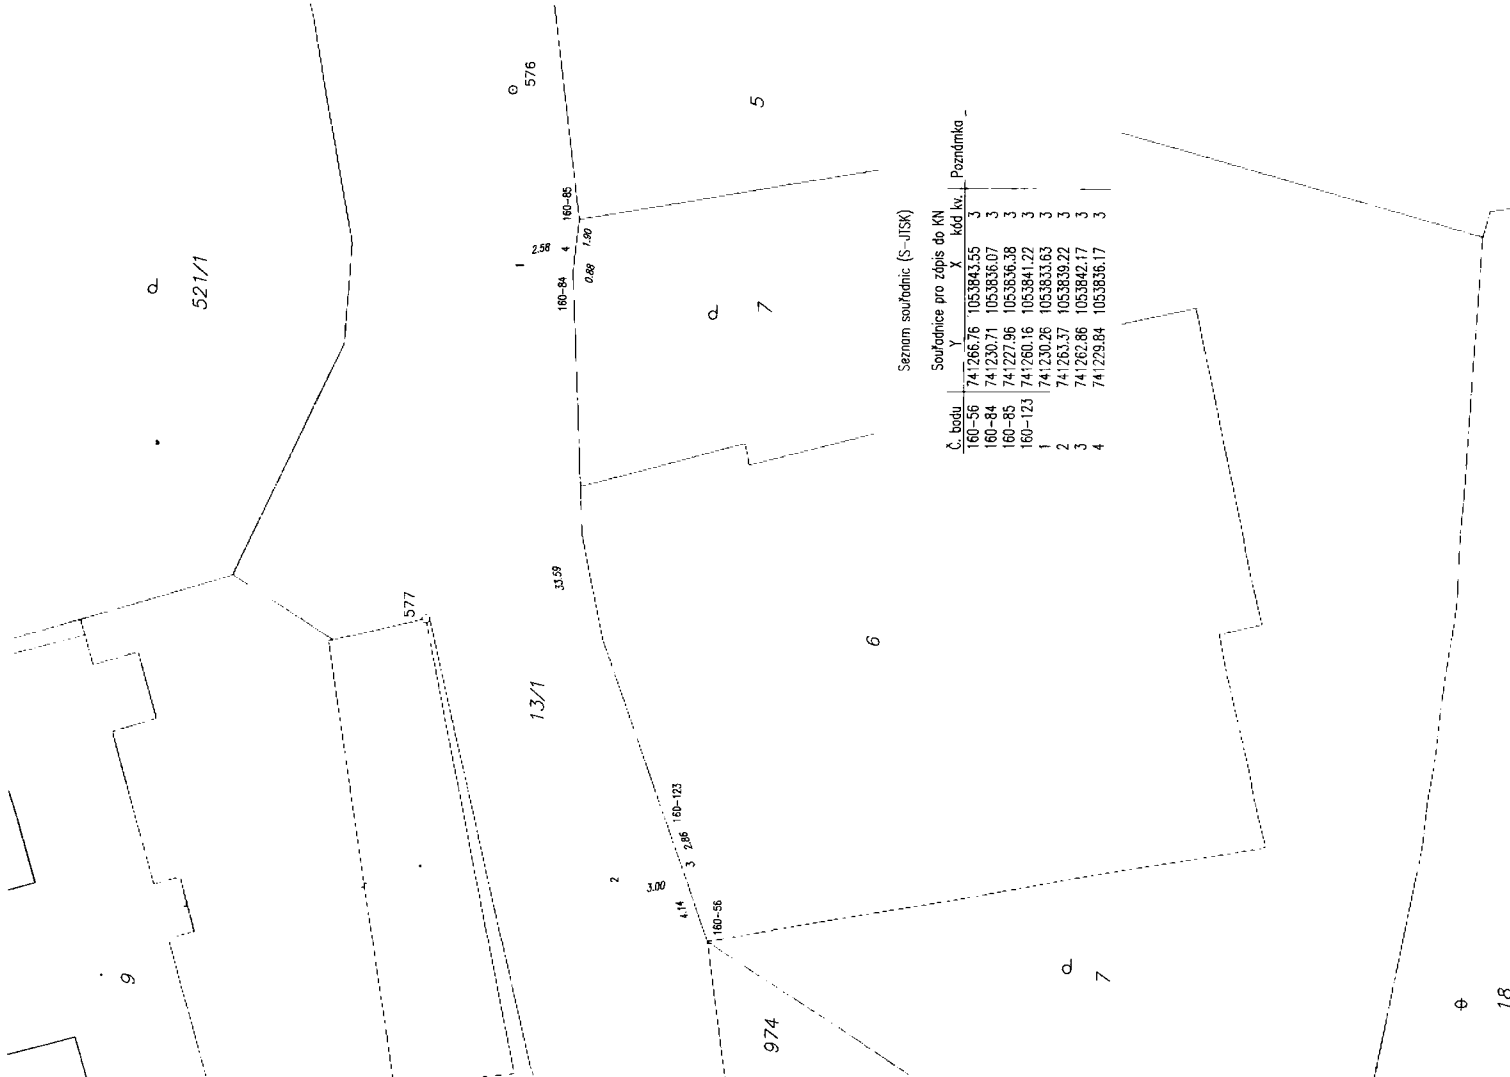 521/1
576
5
160-85
2.58
1
4
1.90
160-84
0.88
7
Seznam souřadnic (S-JTSK)
Souřadnice pro zápis do KN
Č. bodu Y X kód kv. Poznámka
160-56 741266.76 1053843.55 3
160-84 741230.71 1053836.07 3
160-85 741227.96 1053836.38 3
160-123 741260.16 1053841.22 3
1 741230.26 1053833.63 3
2 741263.37 1053839.22 3
3 741262.86 1053842.17 3
4 741229.84 1053836.17 3
33.59
577
13/1
6
160-123
2.86
3
2
3.00
4.14
160-56
9
974
7
18